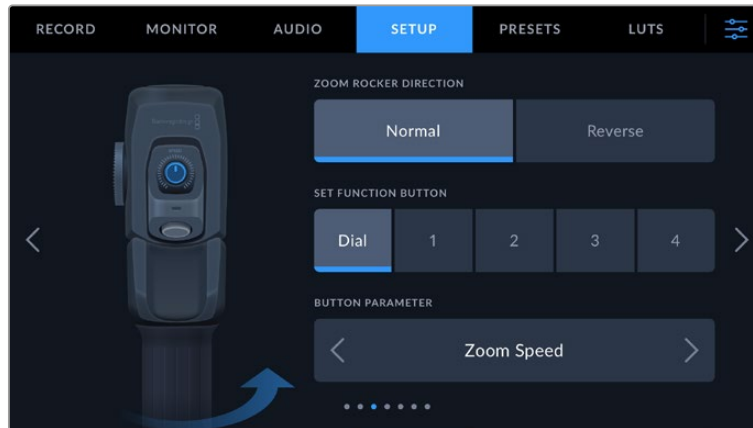 RECORD MONITOR AUDIO SETUP PRESETS LUTS
ZOOM ROCKER DIRECTION
Normal Reverse
SET FUNCTION BUTTON
Dial 1 2 3 4
BUTTON PARAMETER
Zoom Speed